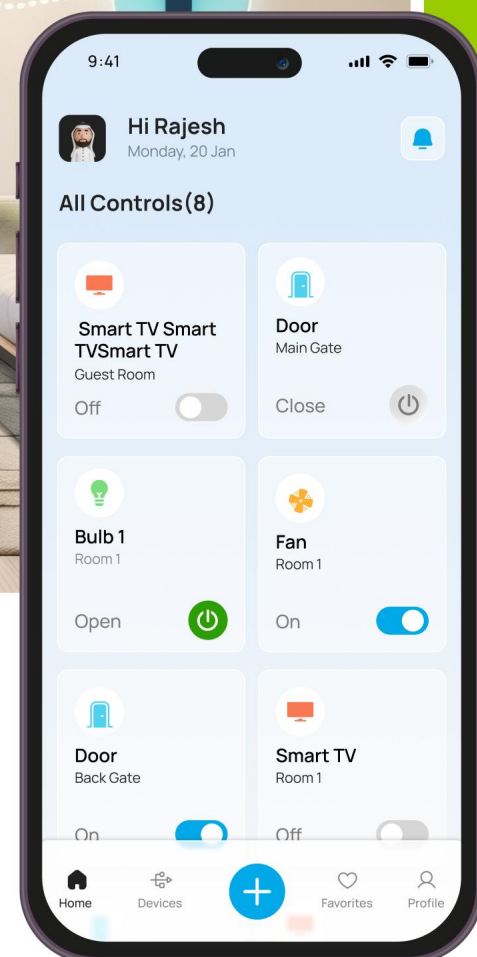 9:41
Hi Rajesh
Monday, 20 Jan
All Controls(8)
Smart TV Smart
TVSmart TV
Guest Room
Off
Door
Main Gate
Close
Bulb 1
Room 1
Open
Fan
Room 1
On
Door
Back Gate
On
Smart TV
Room 1
Off
Home
Devices
Favorites
Profile